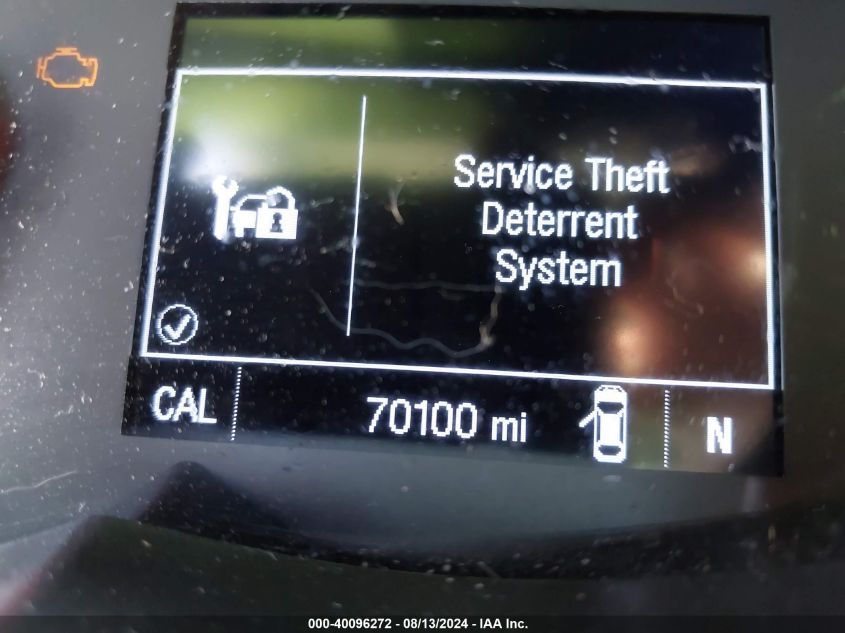 Service Theft
Deterrent
System
CAL 70100 mi N
000-40096272 - 08/13/2024 - IAA Inc.